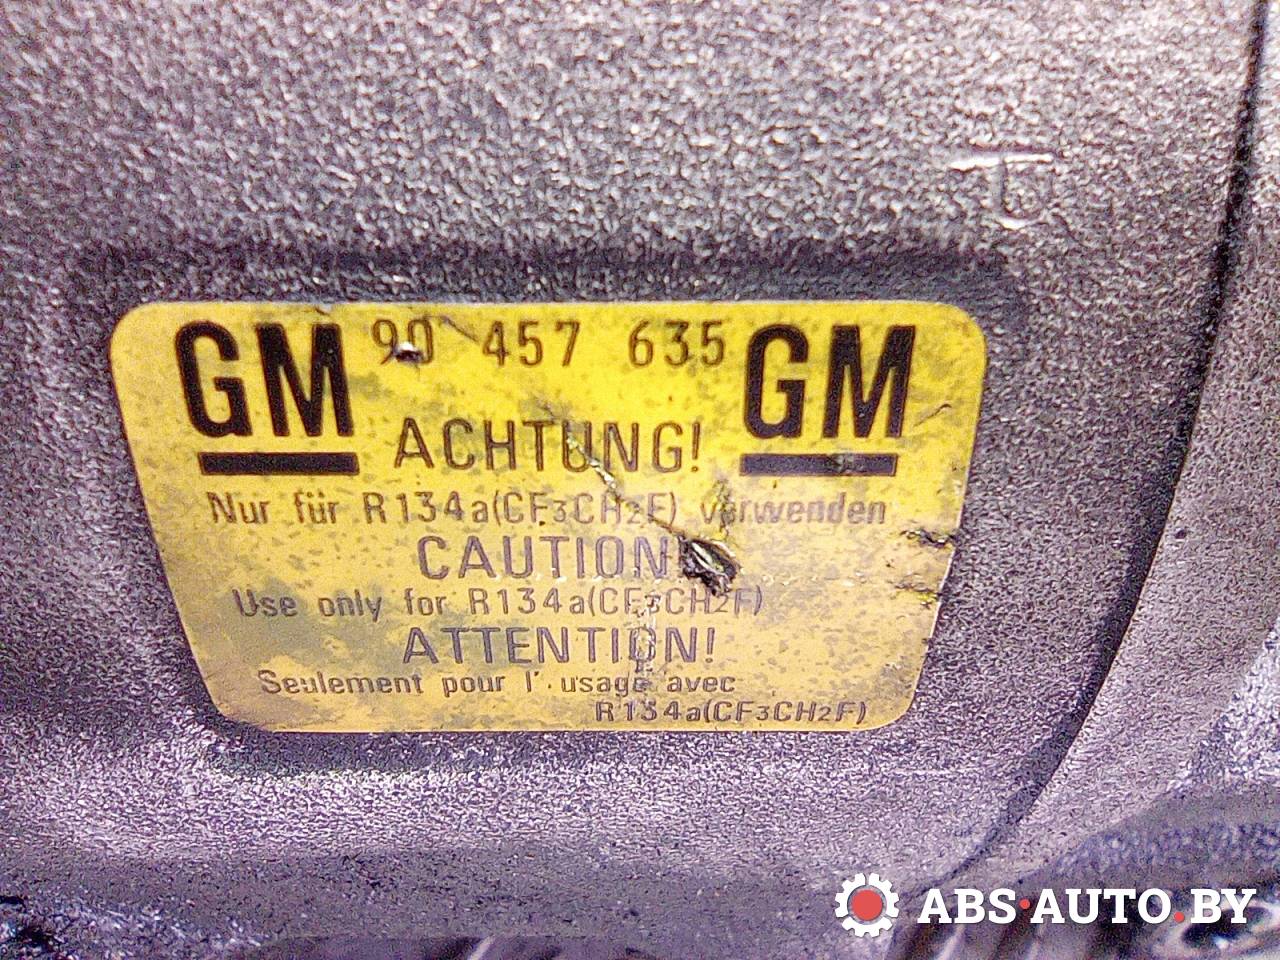 GM 90 457 635 GM
ACHTUNG!
Nur für R134a(CF3CH2F) verwenden
CAUTION!
Use only for R134a(CF3CH2F)
ATTENTION!
Seulement pour l'usage avec
R134a(CF3CH2F)
ABS·AUTO.BY